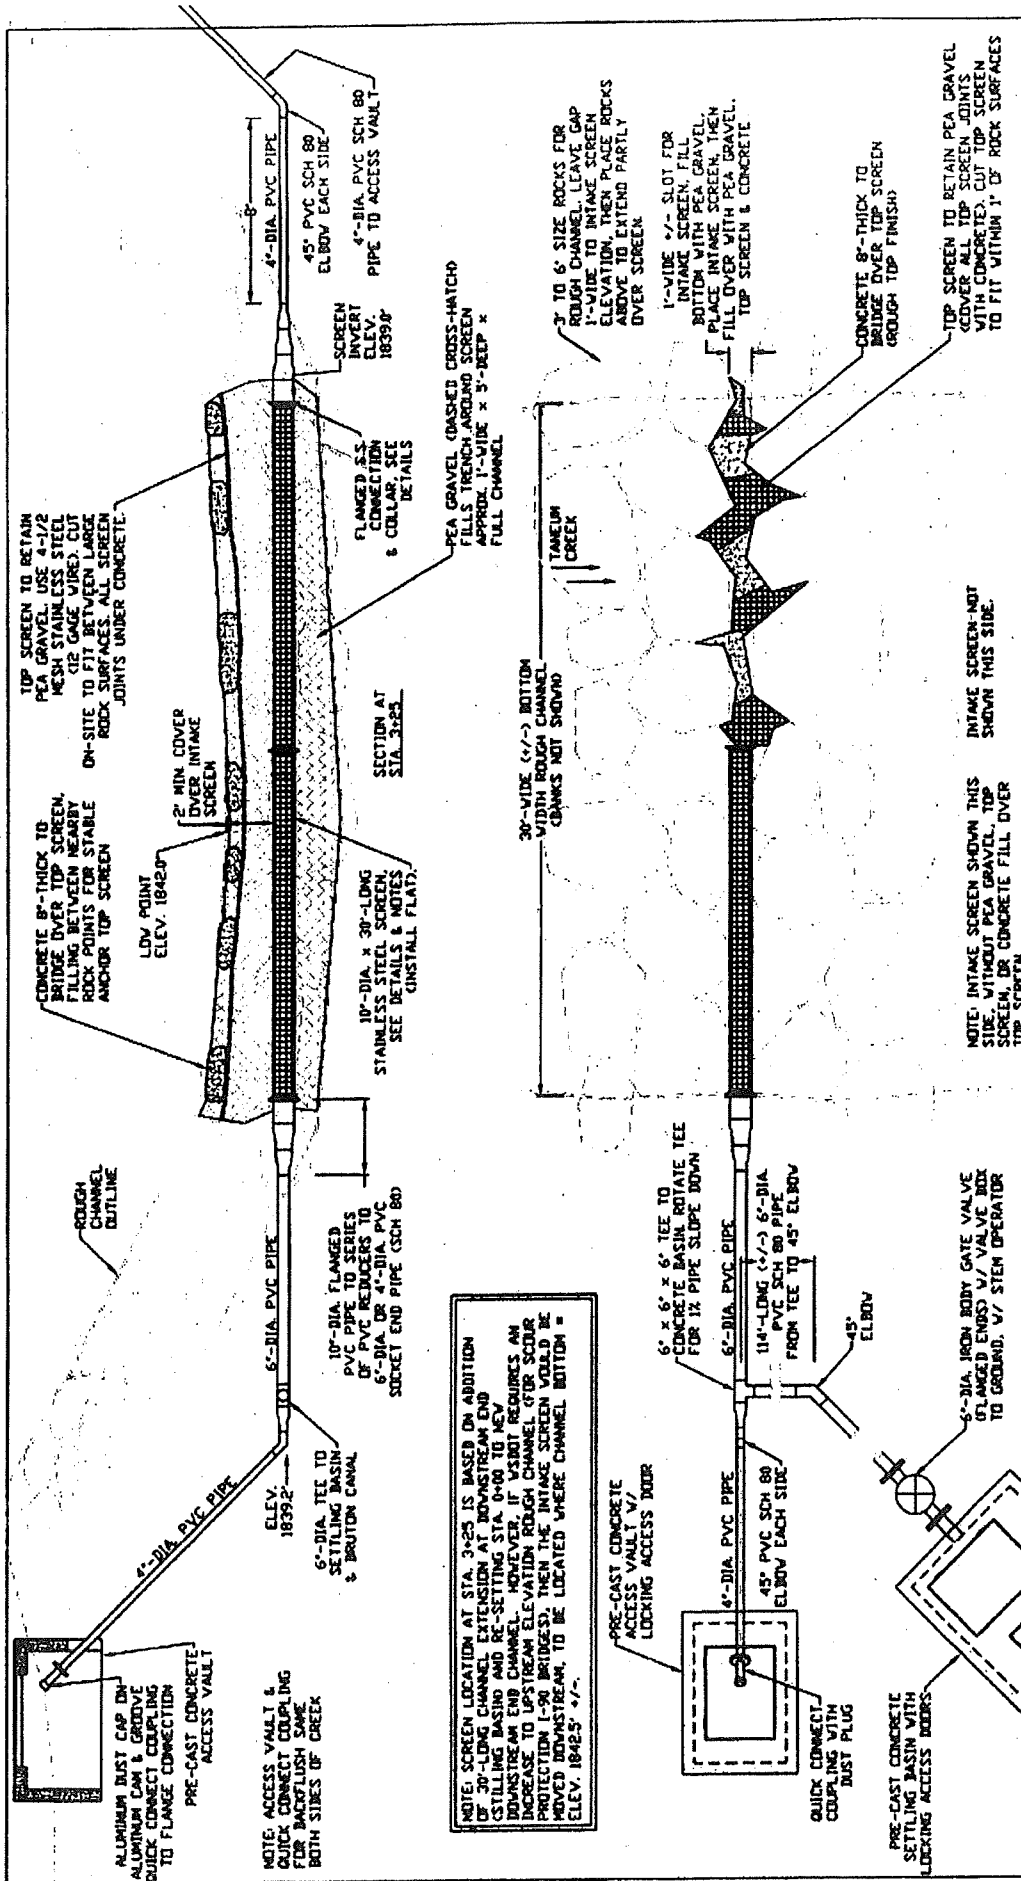 ALUMINUM DUST CAP ON
ALUMINUM CAM & GROOVE
QUICK CONNECT COUPLING
TO FLANGE CONNECTION
PRE-CAST CONCRETE
ACCESS VAULT
NOTE: ACCESS VAULT &
QUICK CONNECT COUPLING
FOR BACKFLUSH SAME
BOTH SIDES OF CREEK
4"-DIA. PVC PIPE
ELEV.
1839.2'
6"-DIA. TEE TO
SETTLING BASIN
& BRUTON CANAL
ROUGH
CHANNEL
OUTLINE
6"-DIA. PVC PIPE
10"-DIA. FLANGED
PVC PIPE TO SERIES
OF PVC REDUCERS TO
6"-DIA. OR 4"-DIA. PVC
SOCKET END PIPE (SCH 80)
CONCRETE 8"-THICK TO
BRIDGE OVER TOP SCREEN,
FILLING BETWEEN NEARBY
ROCK POINTS FOR STABLE
ANCHOR TOP SCREEN
LOW POINT
ELEV. 1842.0'
2' MIN. COVER
OVER INTAKE
SCREEN
10"-DIA. x 30'-LONG
STAINLESS STEEL SCREEN,
SEE DETAILS & NOTES
(INSTALL FLAT).
SECTION AT
STA. 3+25
TOP SCREEN TO RETAIN
PEA GRAVEL. USE 4-1/2
MESH STAINLESS STEEL
(12 GAGE WIRE). CUT
ON-SITE TO FIT BETWEEN LARGE
ROCK SURFACES. ALL SCREEN
JOINTS UNDER CONCRETE.
FLANGED S.S.
CONNECTION
& COLLAR, SEE
DETAILS
PEA GRAVEL (DASHED CROSS-HATCH)
FILLS TRENCH AROUND SCREEN
APPROX. 1'-WIDE x 5'-DEEP x
FULL CHANNEL
SCREEN
INVERT
ELEV.
1839.0'
8'
4"-DIA. PVC PIPE
45° PVC SCH 80
ELBOW EACH SIDE
4"-DIA. PVC SCH 80
PIPE TO ACCESS VAULT
NOTE: SCREEN LOCATION AT STA. 3+25 IS BASED ON ADDITION
OF 30'-LONG CHANNEL EXTENSION AT DOWNSTREAM END
(STILLING BASIN) AND RE-SETTING STA. 0+00 TO NEW
DOWNSTREAM END CHANNEL. HOWEVER, IF WSDOT REQUIRES AN
INCREASE TO UPSTREAM ELEVATION ROUGH CHANNEL (FOR SCOUR
PROTECTION I-90 BRIDGES), THEN THE INTAKE SCREEN WOULD BE
MOVED DOWNSTREAM, TO BE LOCATED WHERE CHANNEL BOTTOM =
ELEV. 1842.5' +/-.
PRE-CAST CONCRETE
ACCESS VAULT W/
LOCKING ACCESS DOOR
QUICK CONNECT
COUPLING WITH
DUST PLUG
4"-DIA. PVC PIPE
45° PVC SCH 80
ELBOW EACH SIDE
PRE-CAST CONCRETE
SETTLING BASIN WITH
LOCKING ACCESS DOORS
6" x 6" x 6" TEE TO
CONCRETE BASIN. ROTATE TEE
FOR 1% PIPE SLOPE DOWN
6"-DIA. PVC PIPE
114'-LONG (+/-) 6"-DIA.
PVC SCH 80 PIPE
FROM TEE TO 45° ELBOW
45°
ELBOW
6"-DIA. IRON BODY GATE VALVE
(FLANGED ENDS) W/ VALVE BOX
TO GROUND, W/ STEM OPERATOR
30'-WIDE (+/-) BOTTOM
WIDTH ROUGH CHANNEL
(BANKS NOT SHOWN)
TANEUM
CREEK
NOTE: INTAKE SCREEN SHOWN THIS
SIDE, WITHOUT PEA GRAVEL, TOP
SCREEN, OR CONCRETE FILL OVER
TOP SCREEN
INTAKE SCREEN-NOT
SHOWN THIS SIDE.
3" TO 6" SIZE ROCKS FOR
ROUGH CHANNEL. LEAVE GAP
1'-WIDE TO INTAKE SCREEN
ELEVATION, THEN PLACE ROCKS
ABOVE TO EXTEND PARTLY
OVER SCREEN.
1'-WIDE +/- SLOT FOR
INTAKE SCREEN. FILL
BOTTOM WITH PEA GRAVEL,
PLACE INTAKE SCREEN, THEN
FILL OVER WITH PEA GRAVEL,
TOP SCREEN & CONCRETE
CONCRETE 8"-THICK TO
BRIDGE OVER TOP SCREEN
(ROUGH TOP FINISH)
TOP SCREEN TO RETAIN PEA GRAVEL
(COVER ALL TOP SCREEN JOINTS
WITH CONCRETE). CUT TOP SCREEN
TO FIT WITHIN 1" OF ROCK SURFACES